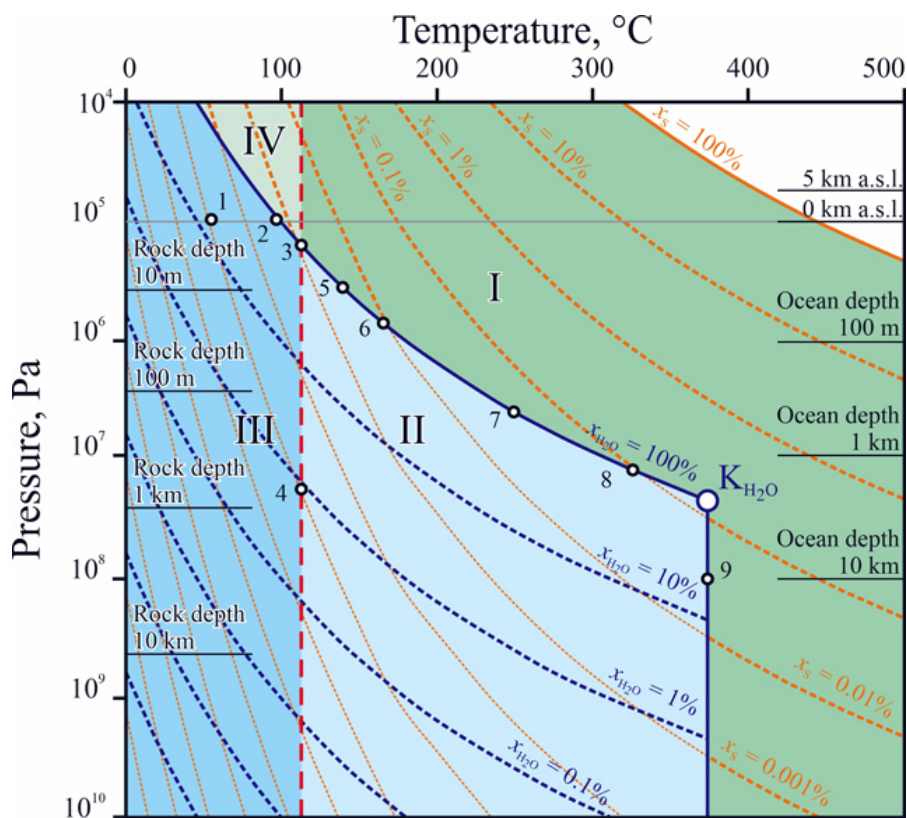 Temperature, °C
0 100 200 300 400 500
Pressure, Pa
10⁴
10⁵
10⁶
10⁷
10⁸
10⁹
10¹⁰
IV
I
III
II
x_S = 0.1%
x_S = 1%
x_S = 10%
x_S = 100%
5 km a.s.l.
0 km a.s.l.
1
2
3
Rock depth
10 m
5
6
Ocean depth
100 m
Rock depth
100 m
7
x_H₂O = 100%
Ocean depth
1 km
8
K_H₂O
4
Rock depth
1 km
Ocean depth
10 km
9
x_H₂O = 10%
Rock depth
10 km
x_S = 0.01%
x_H₂O = 1%
x_S = 0.001%
x_H₂O = 0.1%